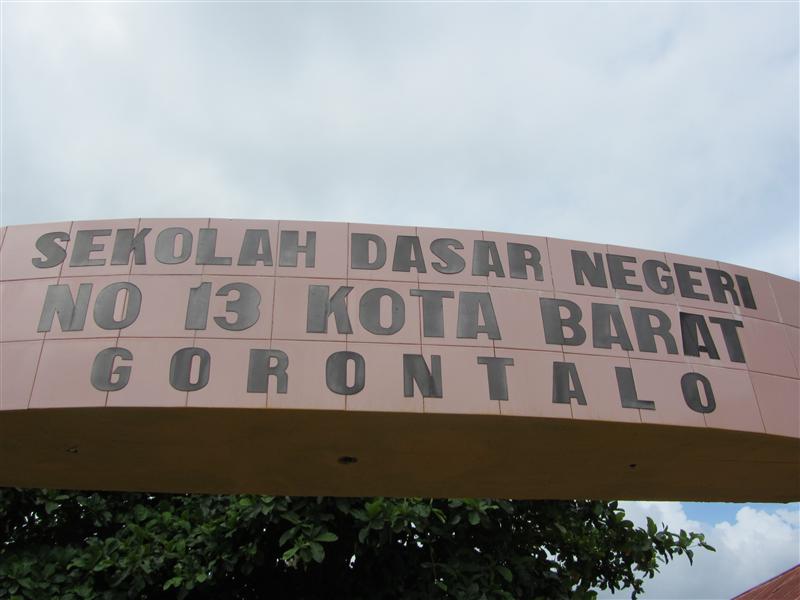 SEKOLAH DASAR NEGERI
NO 13 KOTA BARAT
GORONTALO